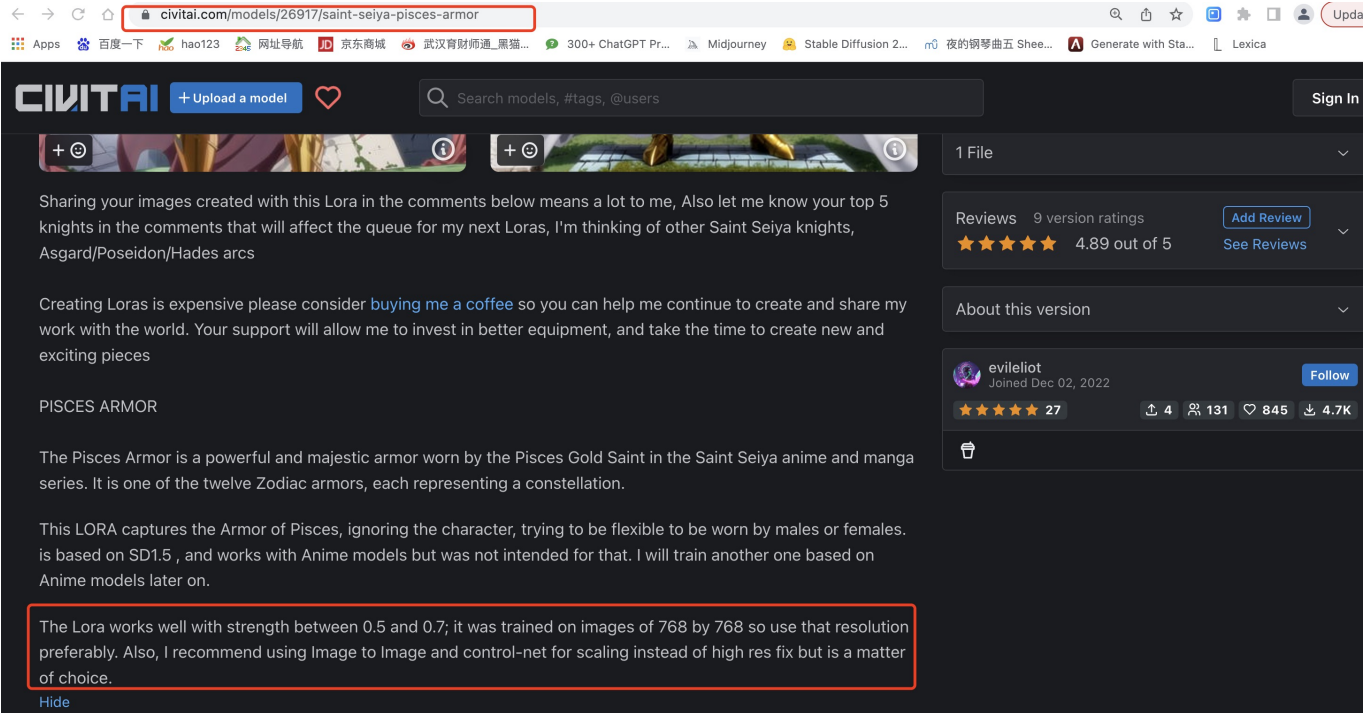 civitai.com/models/26917/saint-seiya-pisces-armor
Upda
Apps 百度一下 hao123 网址导航 京东商城 武汉育财师通_黑猫... 300+ ChatGPT Pr... Midjourney Stable Diffusion 2... 夜的钢琴曲五 Shee... Generate with Sta... Lexica
CIVITAI + Upload a model Search models, #tags, @users Sign In
1 File
Sharing your images created with this Lora in the comments below means a lot to me, Also let me know your top 5
knights in the comments that will affect the queue for my next Loras, I'm thinking of other Saint Seiya knights,
Asgard/Poseidon/Hades arcs
Creating Loras is expensive please consider buying me a coffee so you can help me continue to create and share my
work with the world. Your support will allow me to invest in better equipment, and take the time to create new and
exciting pieces
PISCES ARMOR
The Pisces Armor is a powerful and majestic armor worn by the Pisces Gold Saint in the Saint Seiya anime and manga
series. It is one of the twelve Zodiac armors, each representing a constellation.
This LORA captures the Armor of Pisces, ignoring the character, trying to be flexible to be worn by males or females.
is based on SD1.5 , and works with Anime models but was not intended for that. I will train another one based on
Anime models later on.
The Lora works well with strength between 0.5 and 0.7; it was trained on images of 768 by 768 so use that resolution
preferably. Also, I recommend using Image to Image and control-net for scaling instead of high res fix but is a matter
of choice.
Hide
Reviews 9 version ratings Add Review
4.89 out of 5 See Reviews
About this version
evileliot
Joined Dec 02, 2022
Follow
27 4 131 845 4.7K